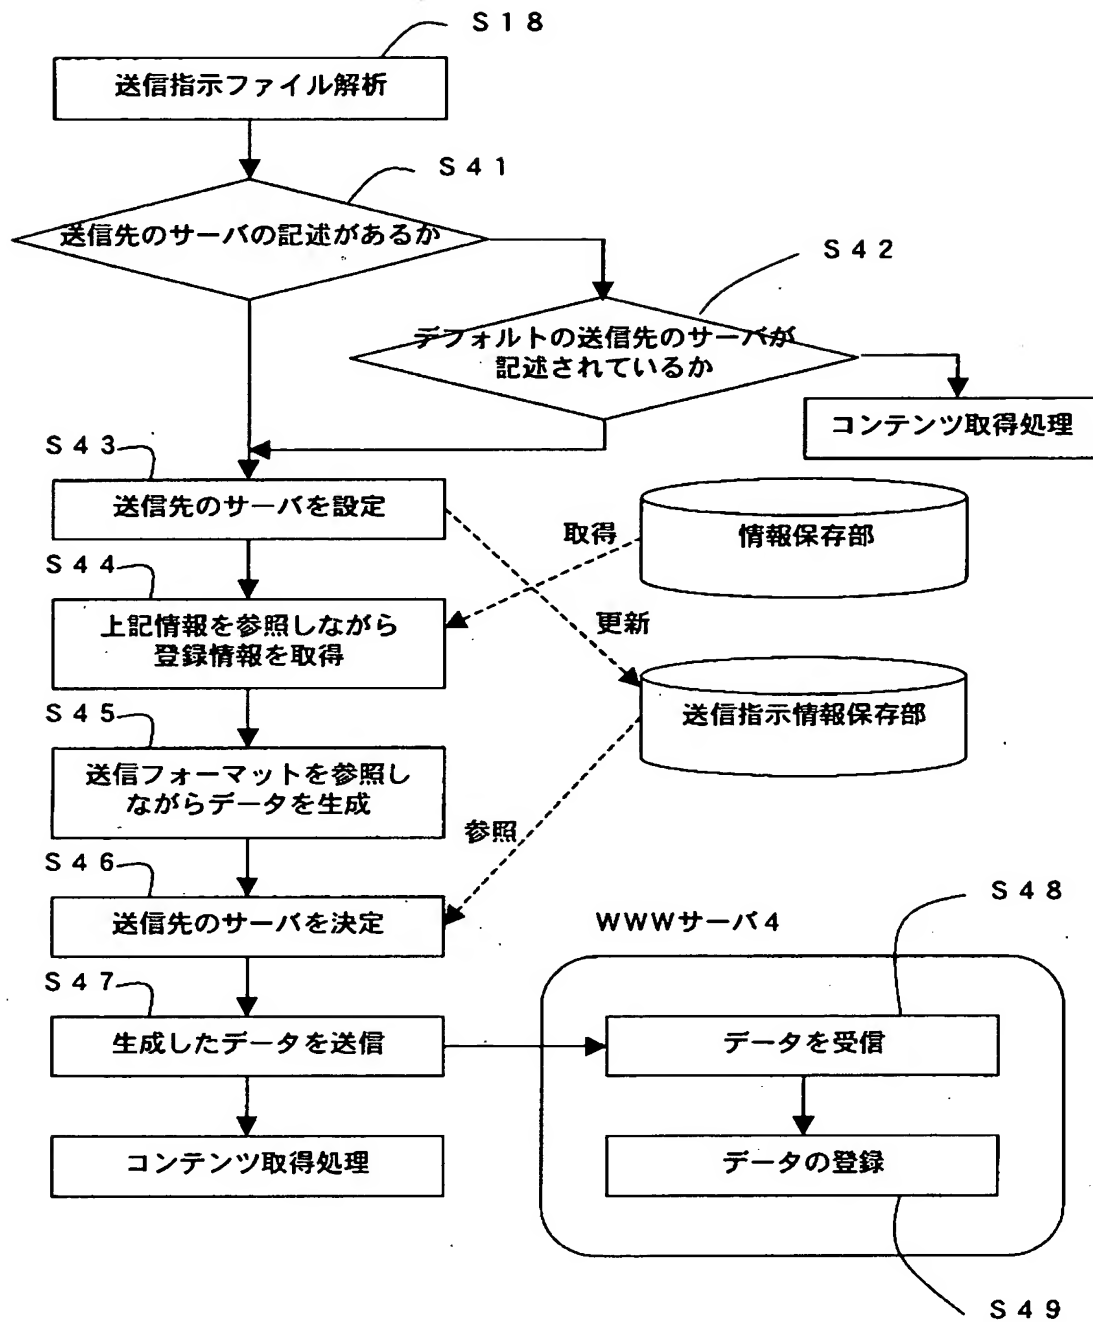 Ｓ１８
送信指示ファイル解析
Ｓ４１
送信先のサーバの記述があるか
Ｓ４２
デフォルトの送信先のサーバが
記述されているか
コンテンツ取得処理
Ｓ４３
送信先のサーバを設定
取得
情報保存部
Ｓ４４
上記情報を参照しながら
登録情報を取得
更新
Ｓ４５
送信指示情報保存部
送信フォーマットを参照し
ながらデータを生成
参照
Ｓ４６
送信先のサーバを決定
Ｓ４８
WWWサーバ４
Ｓ４７
生成したデータを送信
データを受信
コンテンツ取得処理
データの登録
Ｓ４９